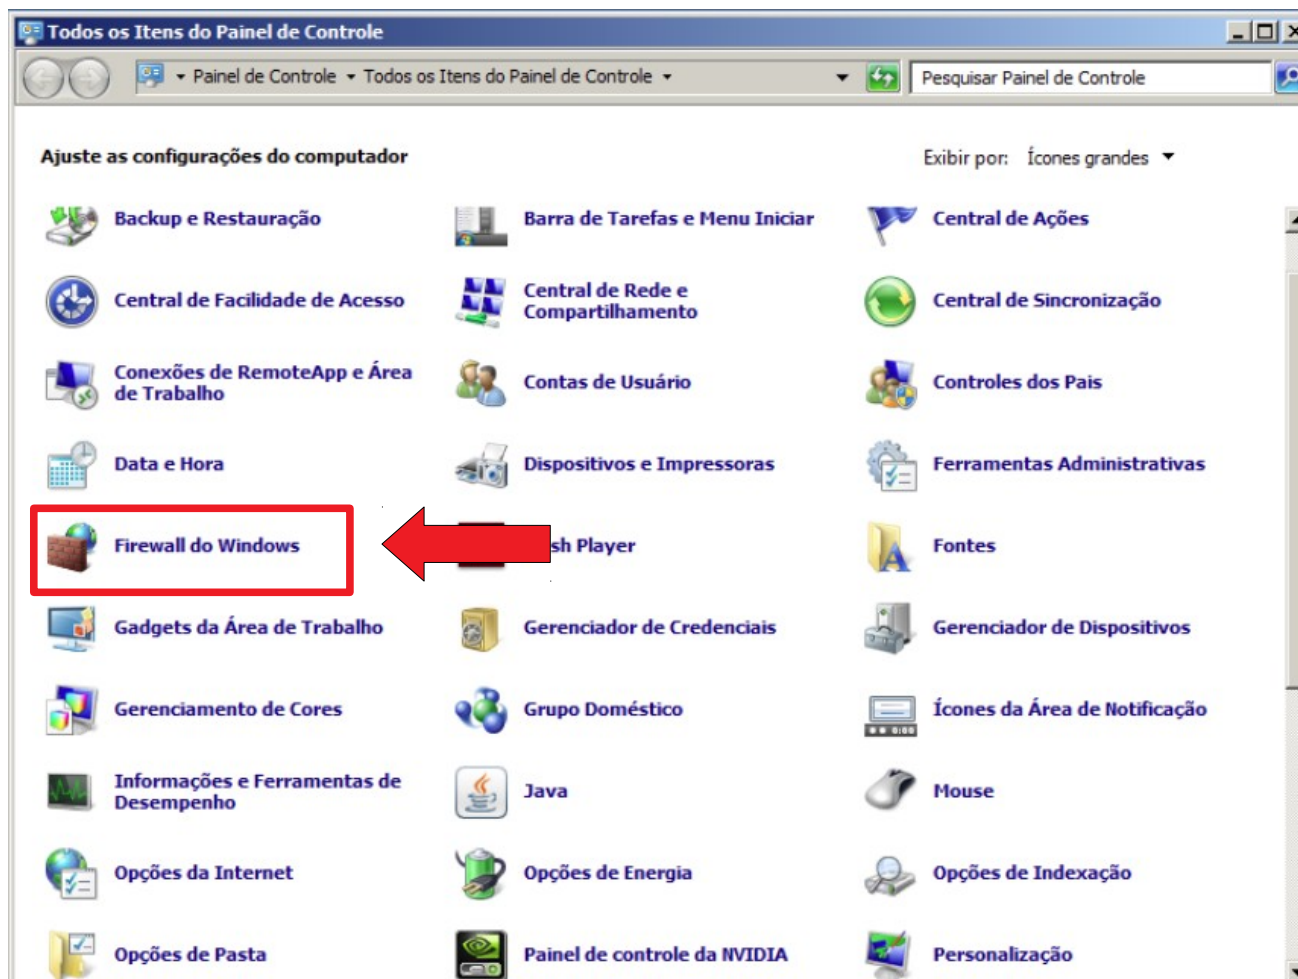 Todos os Itens do Painel de Controle
Painel de Controle Todos os Itens do Painel de Controle
Pesquisar Painel de Controle
Ajuste as configurações do computador
Exibir por: Ícones grandes
Backup e Restauração
Barra de Tarefas e Menu Iniciar
Central de Ações
Central de Facilidade de Acesso
Central de Rede e
Compartilhamento
Central de Sincronização
Conexões de RemoteApp e Área
de Trabalho
Contas de Usuário
Controles dos Pais
Data e Hora
Dispositivos e Impressoras
Ferramentas Administrativas
Firewall do Windows
sh Player
Fontes
Gadgets da Área de Trabalho
Gerenciador de Credenciais
Gerenciador de Dispositivos
Gerenciamento de Cores
Grupo Doméstico
Ícones da Área de Notificação
Informações e Ferramentas de
Desempenho
Java
Mouse
Opções da Internet
Opções de Energia
Opções de Indexação
Opções de Pasta
Painel de controle da NVIDIA
Personalização